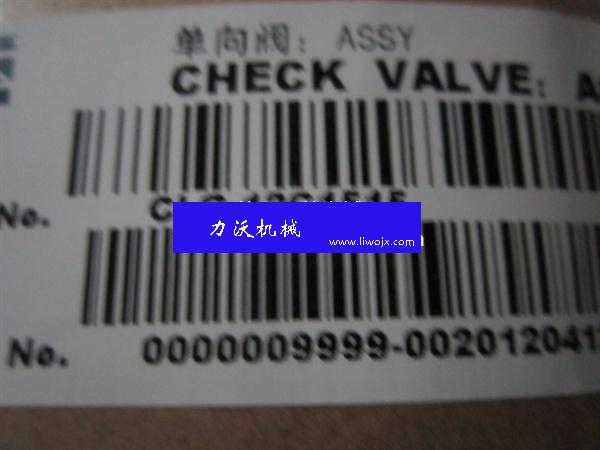 单向阀：ASSY
CHECK VALVE:
No.
力沃机械
www.liwojx.com
No. 0000009999-002012041